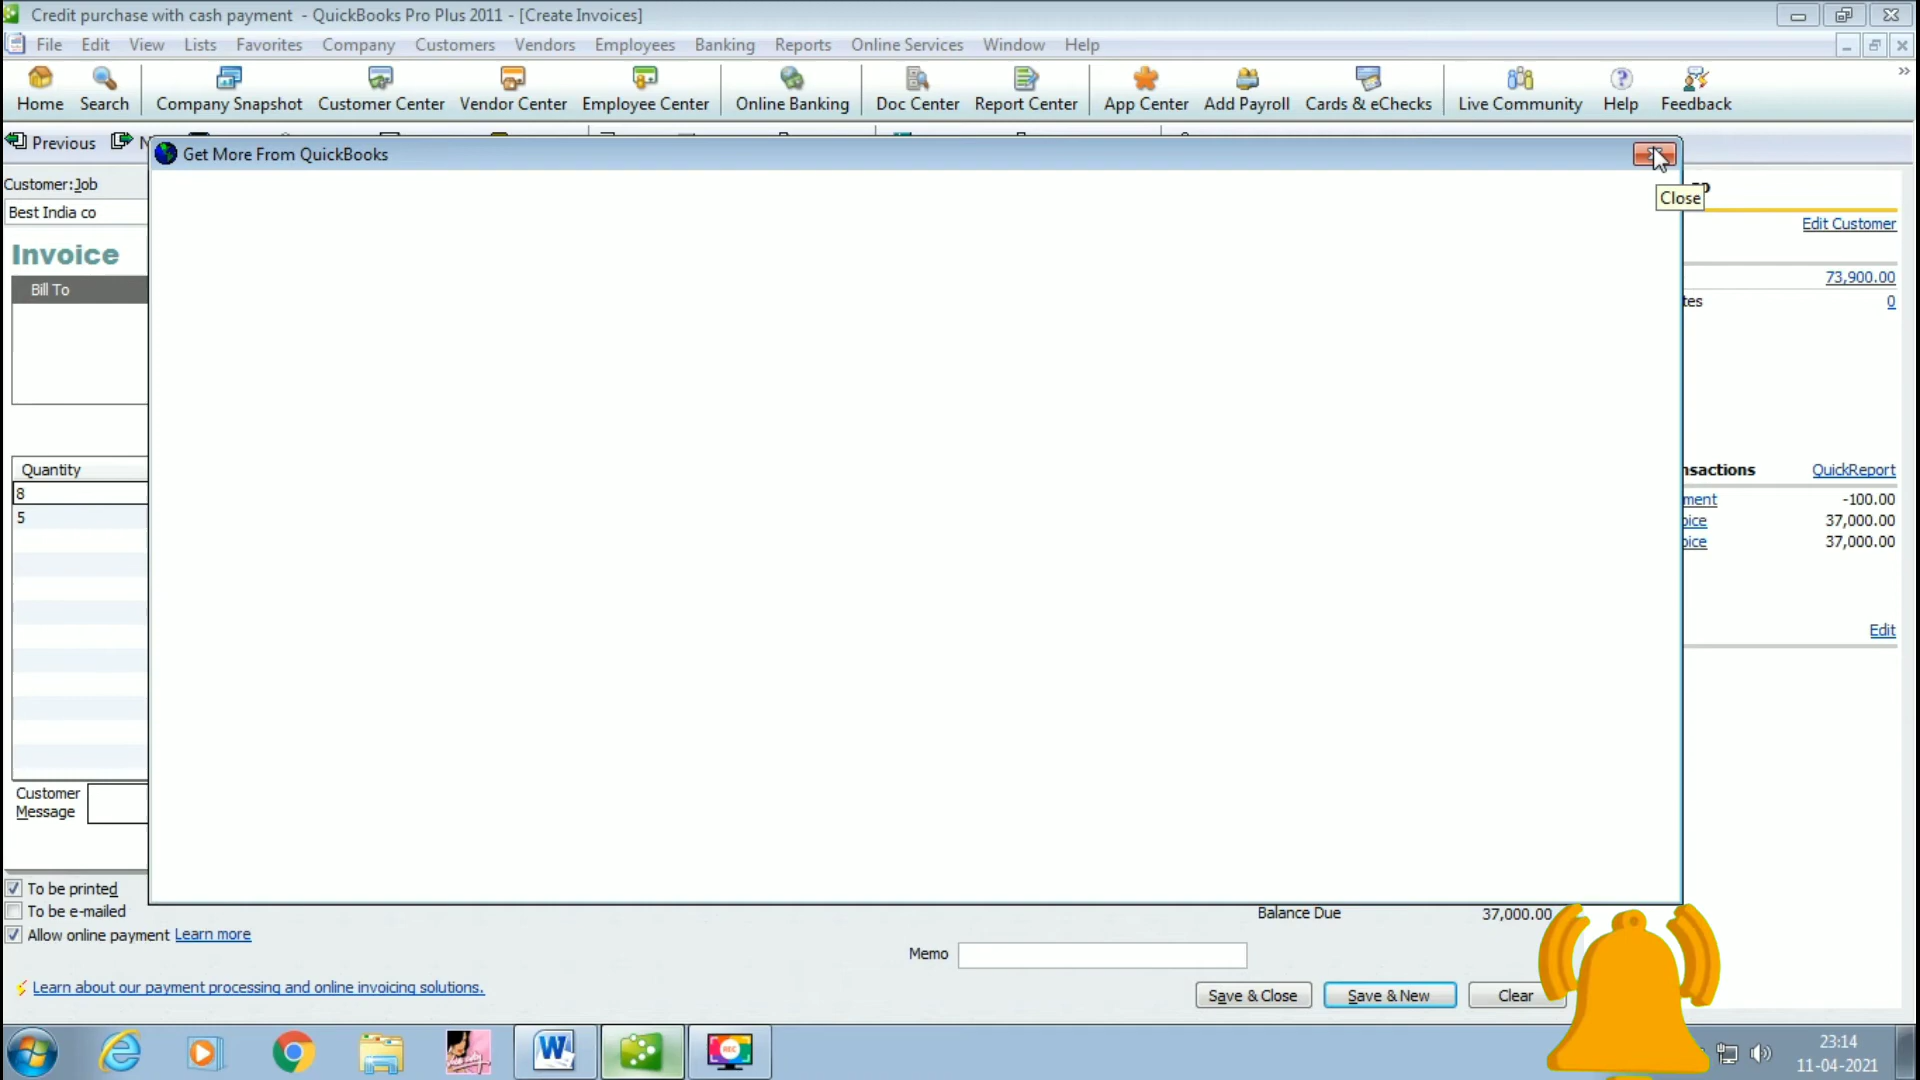 Credit purchase with cash payment - QuickBooks Pro Plus 2011 - [Create Invoices]
File Edit View Lists Favorites Company Customers Vendors Employees Banking Reports Online Services Window Help
Home Search Company Snapshot Customer Center Vendor Center Employee Center Online Banking Doc Center Report Center App Center Add Payroll Cards & eChecks Live Community Help Feedback
Previous N
Get More From QuickBooks
Close
Customer:Job
Best India co
Edit Customer
Invoice
Bill To
73,900.00
tes 0
Quantity
nsactions QuickReport
8
ment -100.00
5
oice 37,000.00
oice 37,000.00
Edit
Customer
Message
To be printed
To be e-mailed
Balance Due 37,000.00
Allow online payment Learn more
Memo
Learn about our payment processing and online invoicing solutions.
Save & Close Save & New Clear
W
REC
23:14
11-04-2021